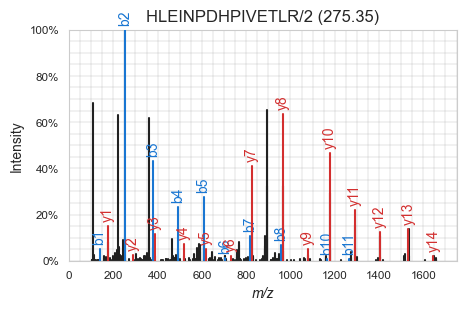 HLEINPDHPIVETLR/2 (275.35)
100%
80%
60%
40%
20%
0%
Intensity
b1 y1 b2 y2 b3 y3 b4 y4 b5 y5 b6 y6 b7 y7 b8 y8 y9 b10 y10 b11 y11 y12 y13 y14
0 200 400 600 800 1000 1200 1400 1600
m/z